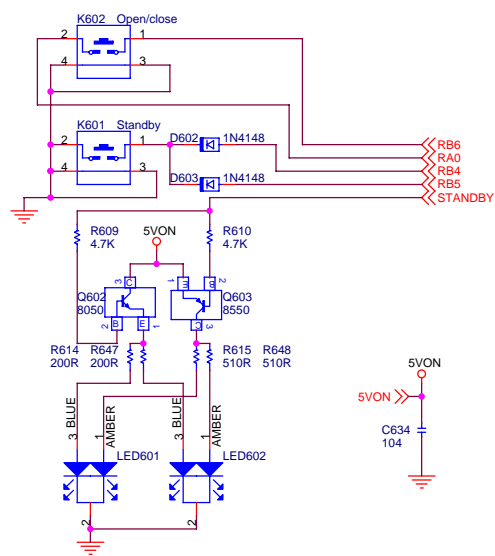 K602 Open/close
2 1
4 3
K601 Standby
2 1
4 3
D602 1N4148
D603 1N4148
RB6
RA0
RB4
RB5
STANDBY
R609
4.7K
R610
4.7K
5VON
3 C
Q602
8050
2 B E 1
1 E B 2
Q603
8550
C 3
R614 R647
200R 200R
R615 R648
510R 510R
3 BLUE
1 AMBER
3 BLUE
1 AMBER
LED601
LED602
2
2
5VON
5VON
C634
104